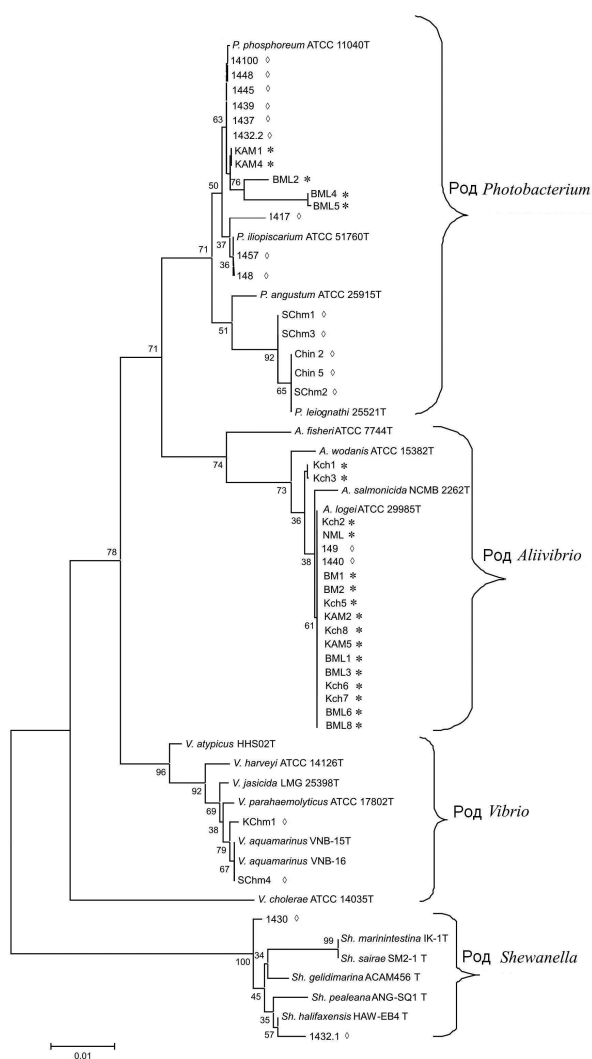 P. phosphoreum ATCC 11040T
14100 ◊
1448 ◊
1445 ◊
1439 ◊
1437 ◊
1432.2 ◊
63
KAM1 *
KAM4 *
76
BML2 *
BML4 *
BML5 *
50
1417 ◊
37
P. iliopiscarium ATCC 51760T
36
1457 ◊
148 ◊
71
P. angustum ATCC 25915T
51
SChm1 ◊
SChm3 ◊
92
Chin 2 ◊
Chin 5 ◊
65
SChm2 ◊
P. leiognathi 25521T
Род Photobacterium
71
A. fisheri ATCC 7744T
74
A. wodanis ATCC 15382T
73
Kch1 *
Kch3 *
36
A. salmonicida NCMB 2262T
A. logei ATCC 29985T
Kch2 *
NML *
38
149 ◊
1440 ◊
BM1 *
BM2 *
Kch5 *
61
KAM2 *
Kch8 *
KAM5 *
BML1 *
BML3 *
Kch6 *
Kch7 *
BML6 *
BML8 *
Род Aliivibrio
78
V. atypicus HHS02T
96
V. harveyi ATCC 14126T
92
V. jasicida LMG 25398T
69
V. parahaemolyticus ATCC 17802T
38
KChm1 ◊
79
V. aquamarinus VNB-15T
V. aquamarinus VNB-16
67
SChm4 ◊
V. cholerae ATCC 14035T
Род Vibrio
1430 ◊
100
99
Sh. marinintestina IK-1T
34
Sh. sairae SM2-1 T
Sh. gelidimarina ACAM456 T
45
Sh. pealeana ANG-SQ1 T
35
Sh. halifaxensis HAW-EB4 T
57
1432.1 ◊
Род Shewanella
0.01